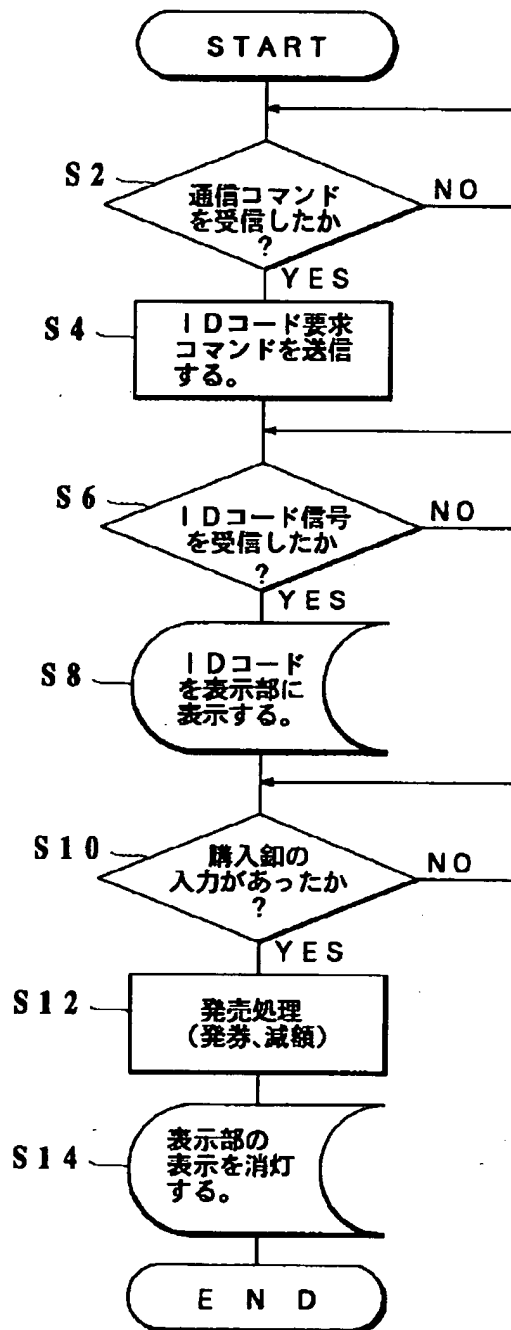 START
S2
通信コマンド
を受信したか
?
NO
YES
S4
IDコード要求
コマンドを送信
する。
S6
IDコード信号
を受信したか
?
NO
YES
S8
IDコード
を表示部に
表示する。
S10
購入釦の
入力があったか
?
NO
YES
S12
発売処理
(発券、減額)
S14
表示部の
表示を消灯
する。
END